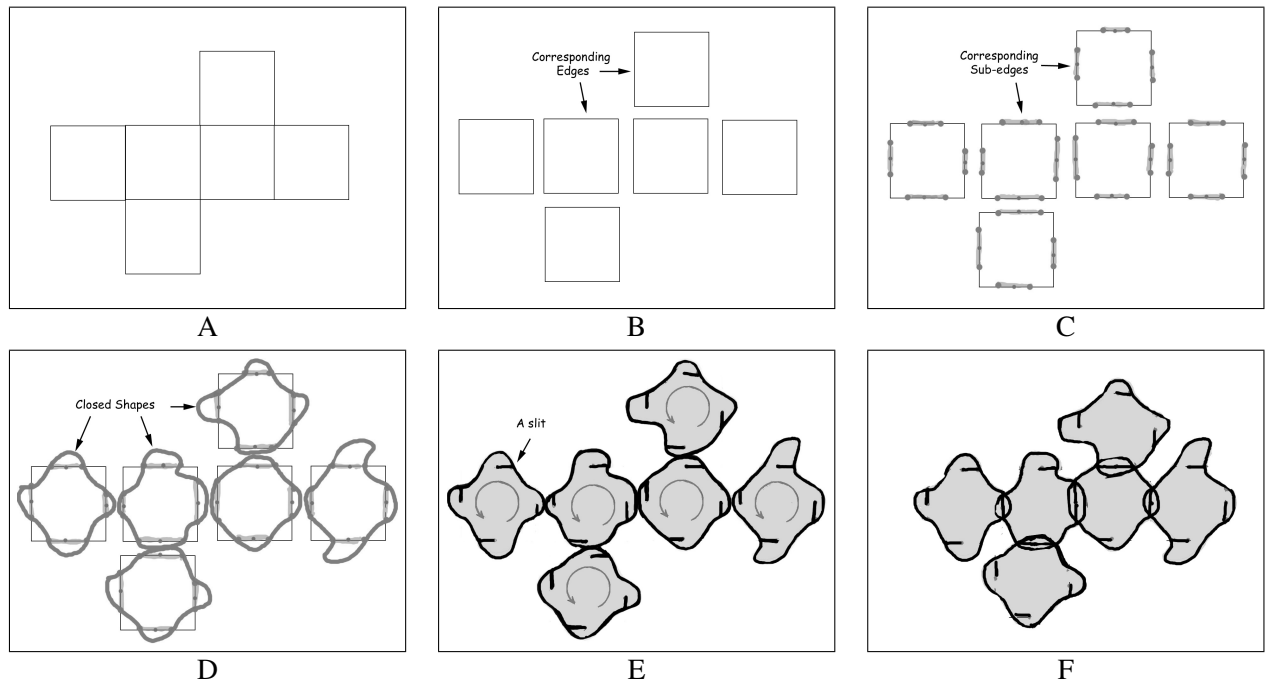 Corresponding
Edges
Corresponding
Sub-edges
A
B
C
Closed Shapes
A slit
D
E
F